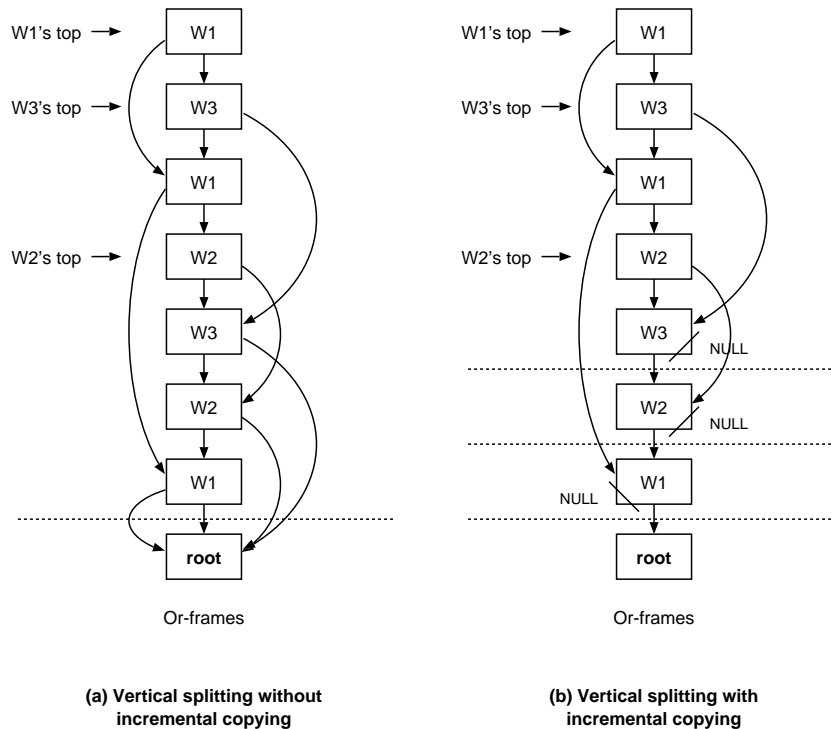 W1's top
W1
W3's top
W3
W1
W2's top
W2
W3
W2
W1
root
Or-frames
(a) Vertical splitting without
incremental copying
W1's top
W1
W3's top
W3
W1
W2's top
W2
W3
NULL
W2
NULL
W1
NULL
root
Or-frames
(b) Vertical splitting with
incremental copying